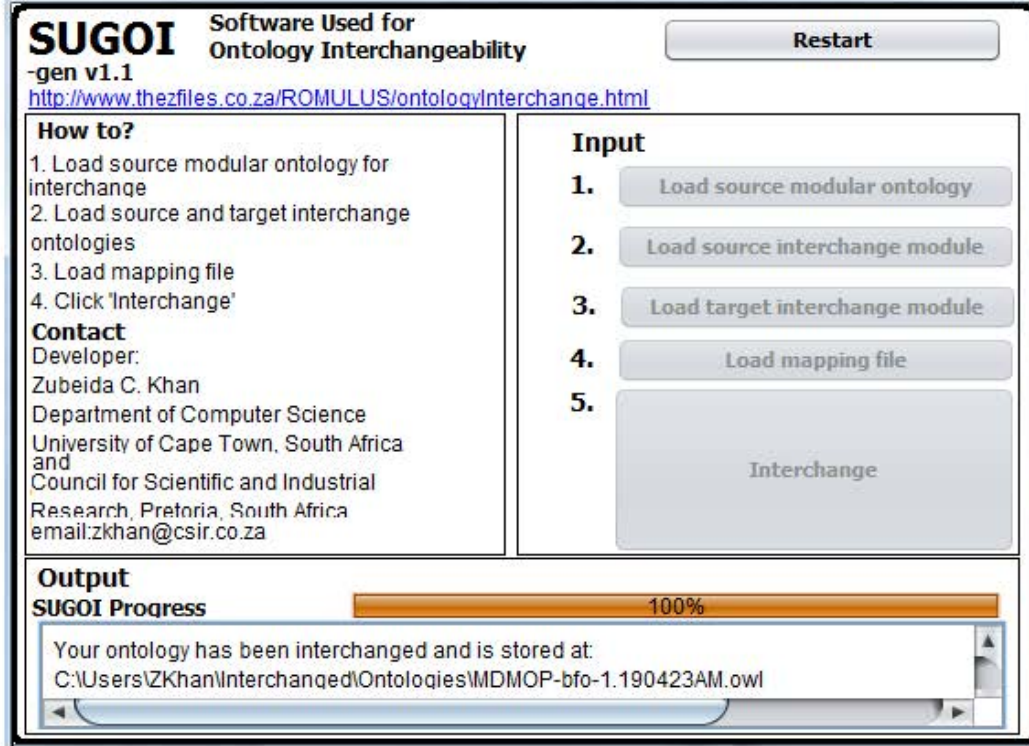 SUGOI
Software Used for
Ontology Interchangeability
-gen v1.1
Restart
http://www.thezfiles.co.za/ROMULUS/ontologyInterchange.html
How to?
1. Load source modular ontology for
interchange
2. Load source and target interchange
ontologies
3. Load mapping file
4. Click 'Interchange'
Contact
Developer:
Zubeida C. Khan
Department of Computer Science
University of Cape Town, South Africa
and
Council for Scientific and Industrial
Research, Pretoria, South Africa
email:zkhan@csir.co.za
Input
1. Load source modular ontology
2. Load source interchange module
3. Load target interchange module
4. Load mapping file
5. Interchange
Output
SUGOI Progress
100%
Your ontology has been interchanged and is stored at:
C:\Users\ZKhan\Interchanged\Ontologies\MDMOP-bfo-1.190423AM.owl